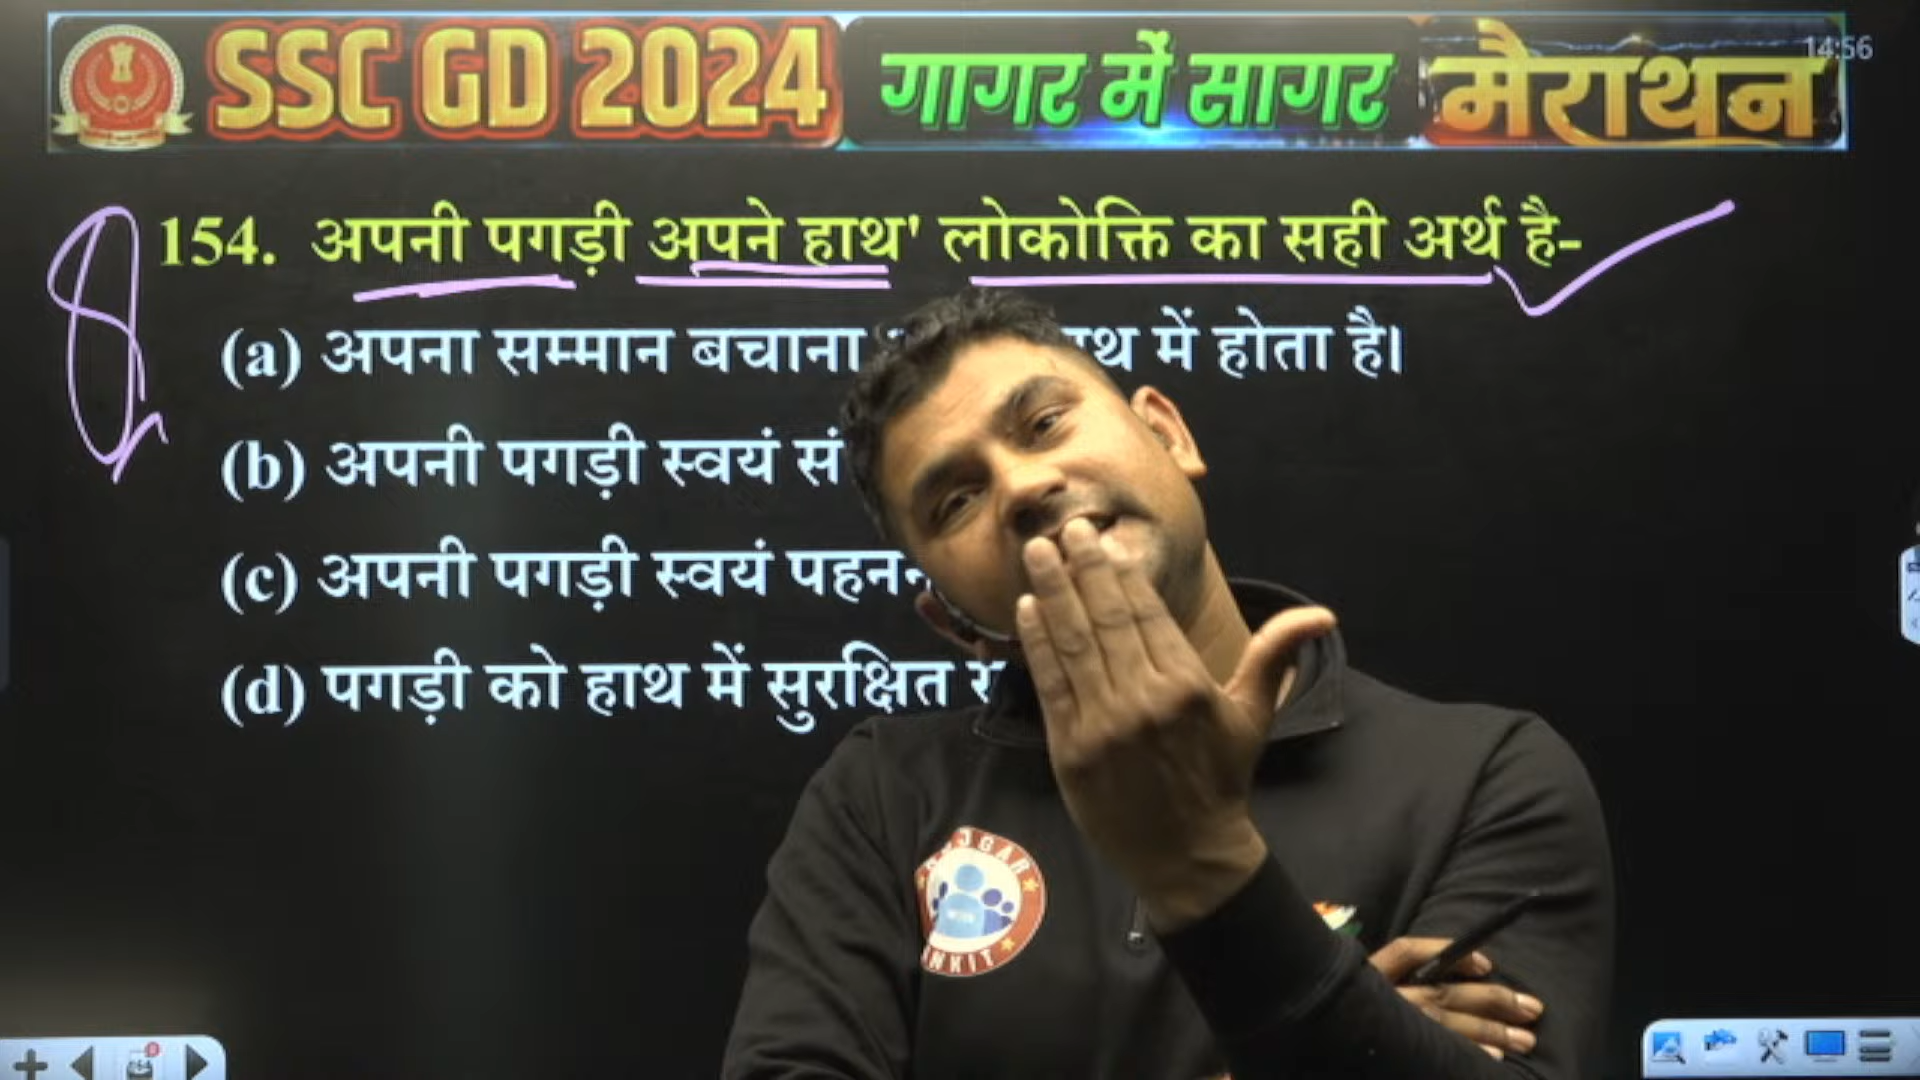 SSC GD 2024 गागर में सागर मैराथन
14:56
154. अपनी पगड़ी अपने हाथ' लोकोक्ति का सही अर्थ है-
(a) अपना सम्मान बचाना में होता है।
(b) अपनी पगड़ी स्वयं
(c) अपनी पगड़ी स्वयं
(d) पगड़ी को हाथ में सुरक्षित
ANKIT